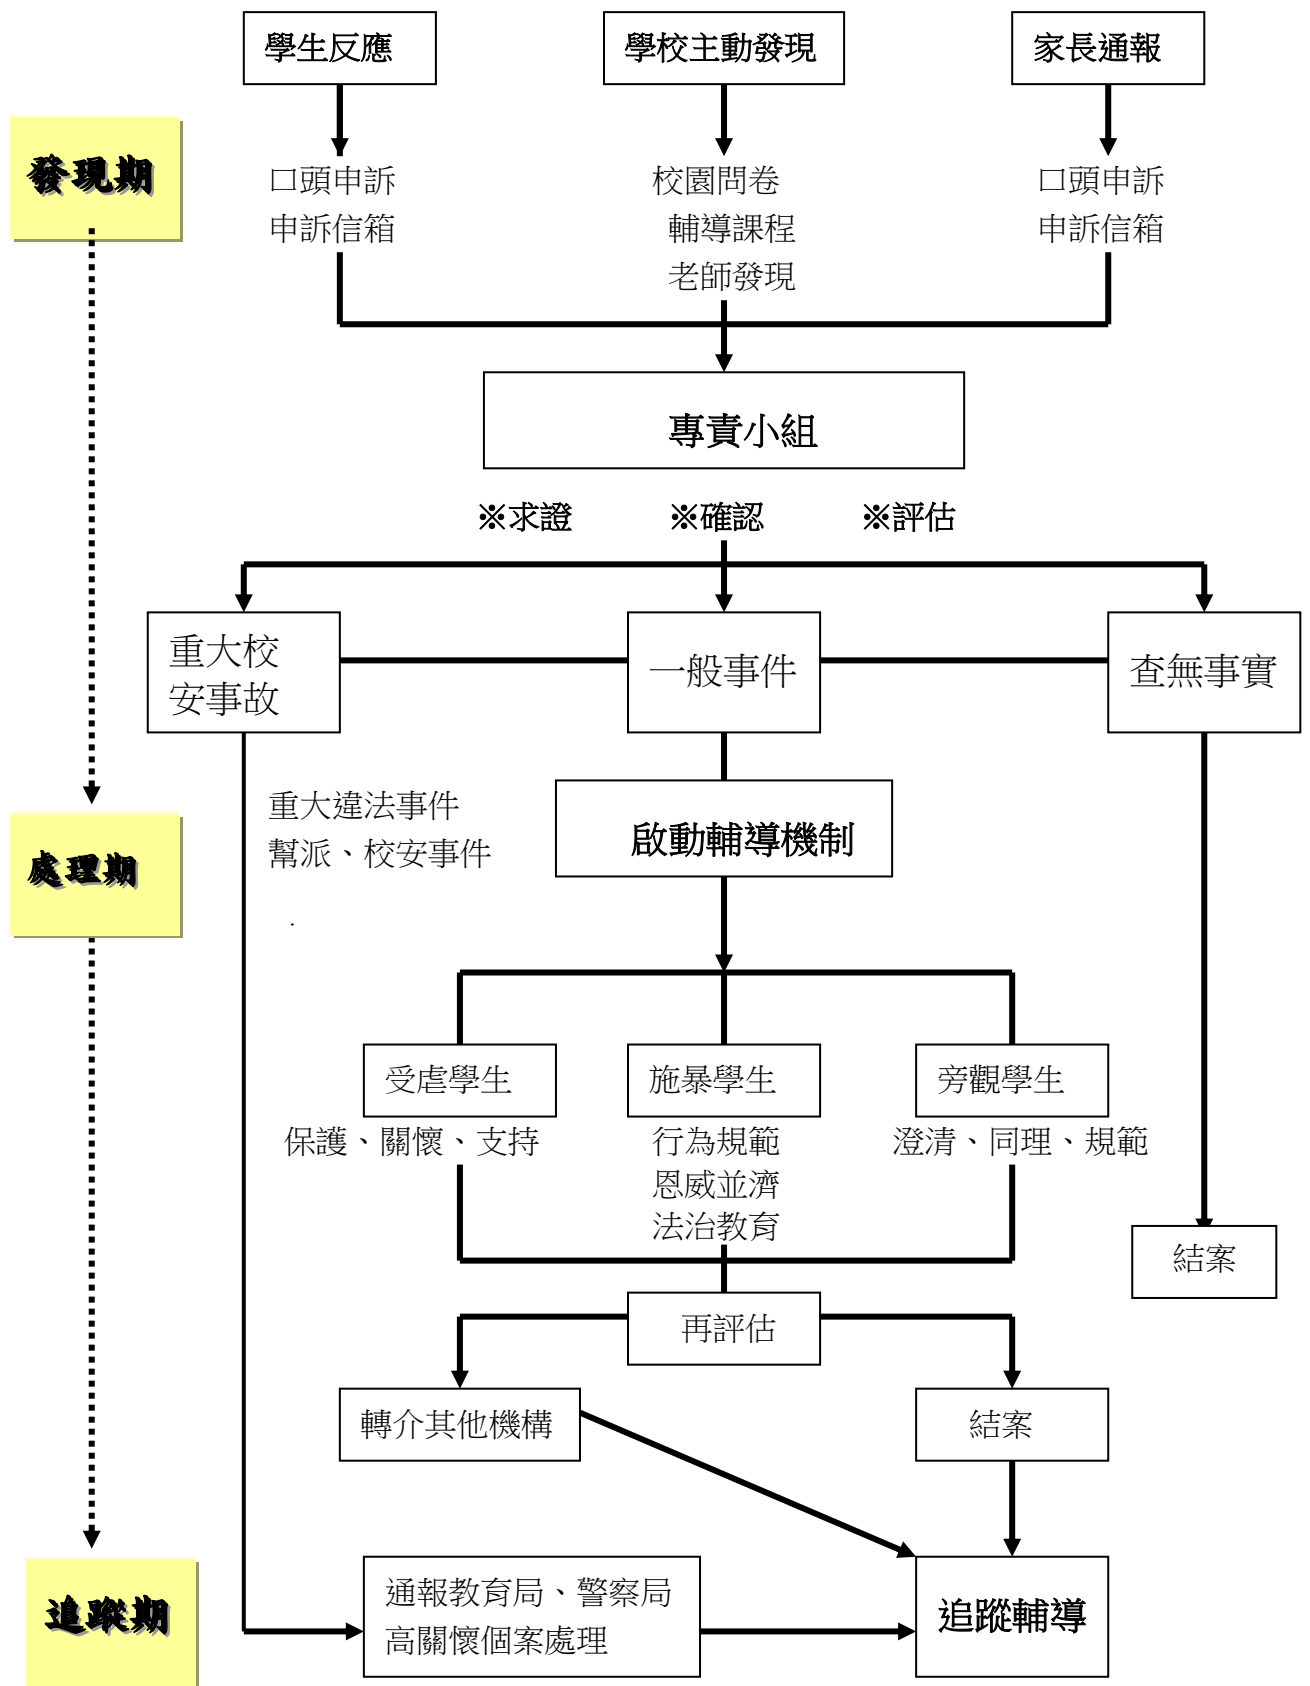 學生反應
學校主動發現
家長通報
發現期
口頭申訴
申訴信箱
校園問卷
輔導課程
老師發現
口頭申訴
申訴信箱
專責小組
※求證 ※確認 ※評估
重大校
安事故
一般事件
查無事實
重大違法事件
幫派、校安事件
.
啟動輔導機制
處理期
受虐學生
施暴學生
旁觀學生
保護、關懷、支持
行為規範
恩威並濟
法治教育
澄清、同理、規範
結案
再評估
轉介其他機構
結案
追蹤期
通報教育局、警察局
高關懷個案處理
追蹤輔導